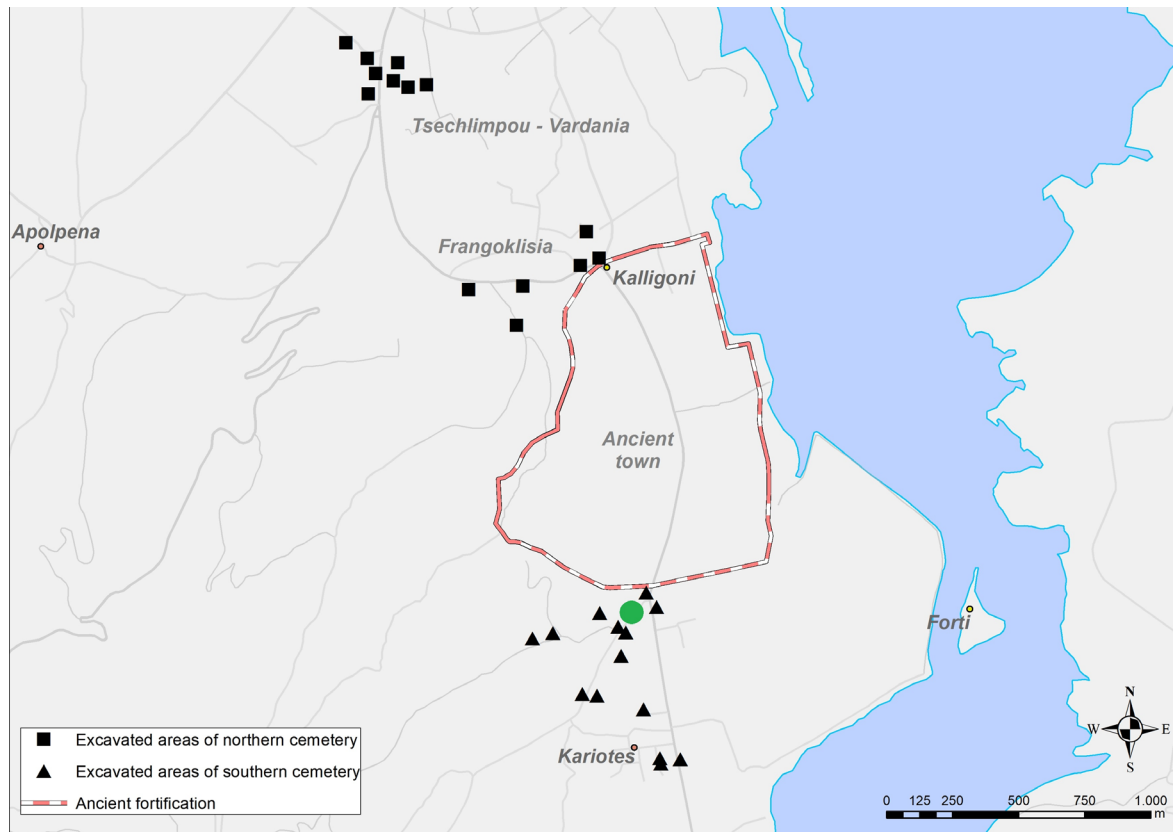 Tsechlimpou - Vardania
Apolpena
Frangoklisia
Kalligoni
Ancient
town
Forti
Kariotes
N
W E
S
Excavated areas of northern cemetery
Excavated areas of southern cemetery
Ancient fortification
0 125 250 500 750 1.000
m